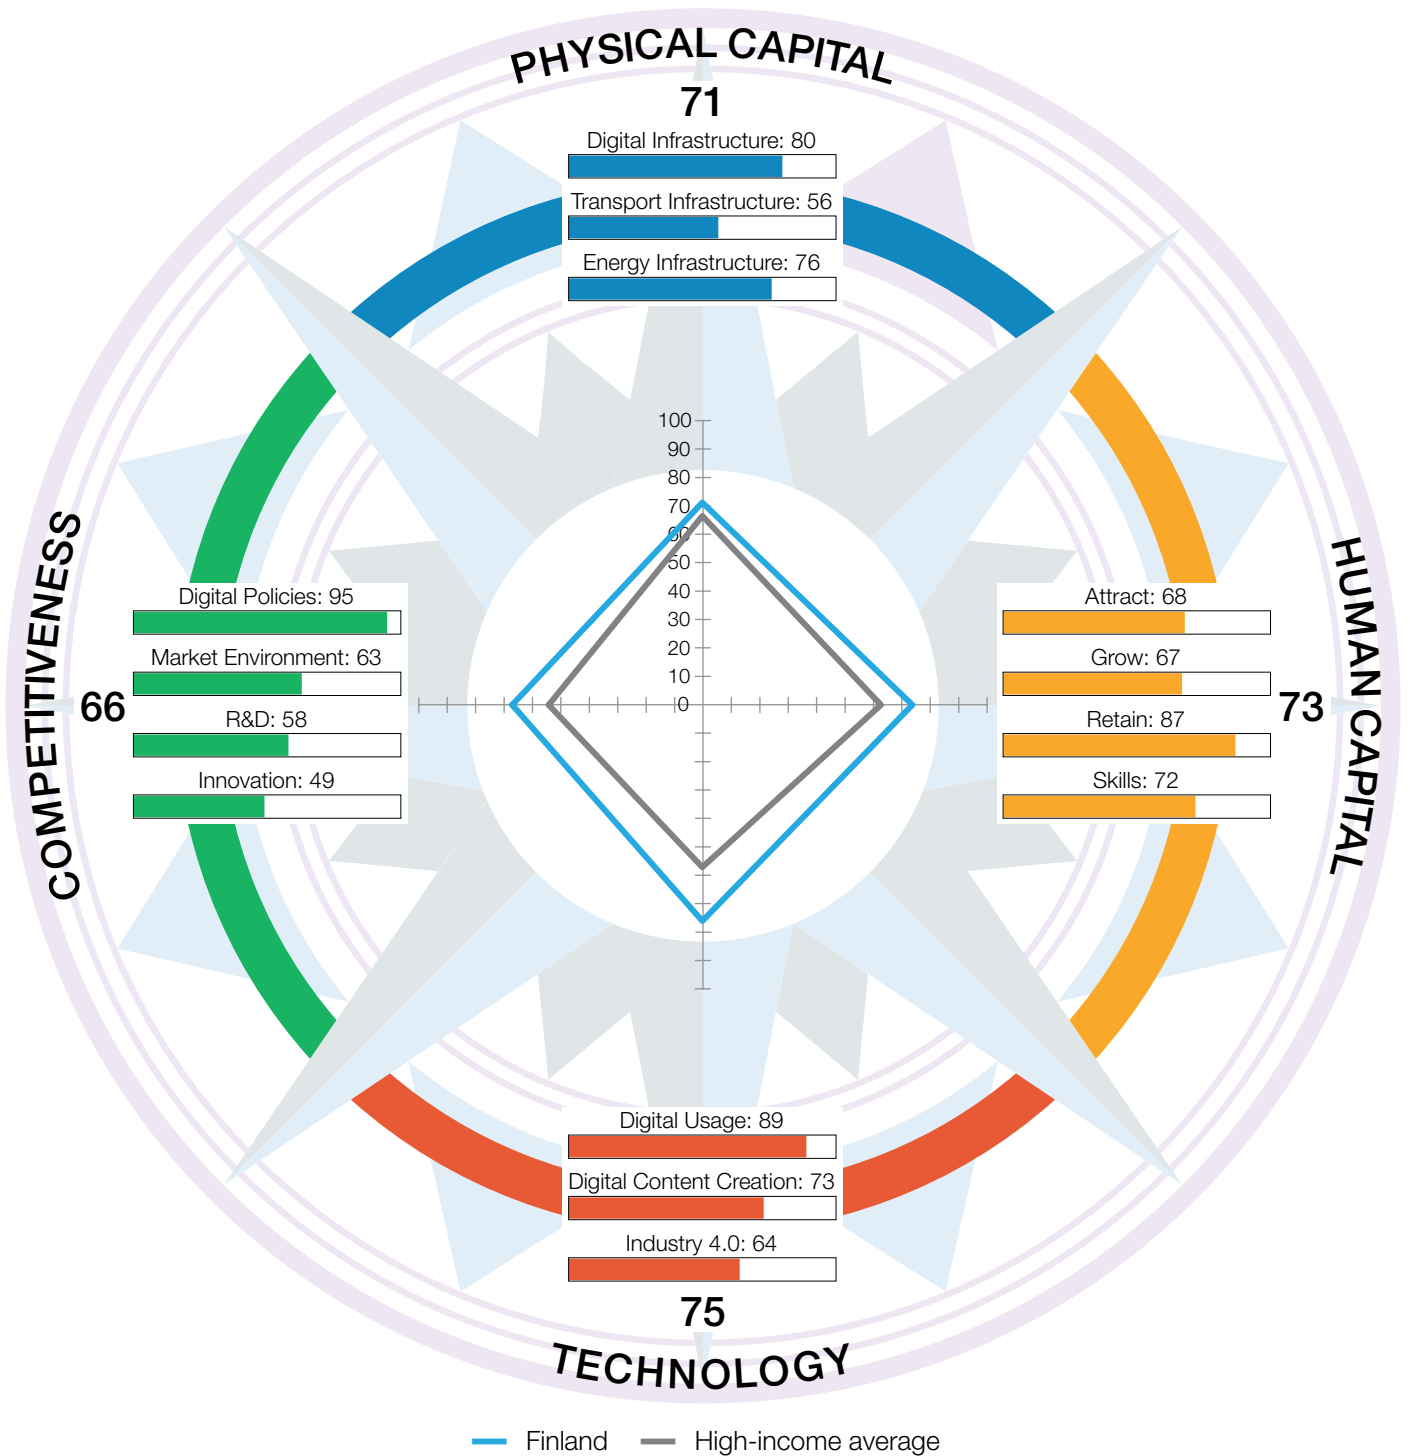 PHYSICAL CAPITAL
71
Digital Infrastructure: 80
Transport Infrastructure: 56
Energy Infrastructure: 76
100
90
80
70
60
50
40
30
20
10
0
COMPETITIVENESS
66
Digital Policies: 95
Market Environment: 63
R&D: 58
Innovation: 49
HUMAN CAPITAL
73
Attract: 68
Grow: 67
Retain: 87
Skills: 72
Digital Usage: 89
Digital Content Creation: 73
Industry 4.0: 64
75
TECHNOLOGY
Finland
High-income average